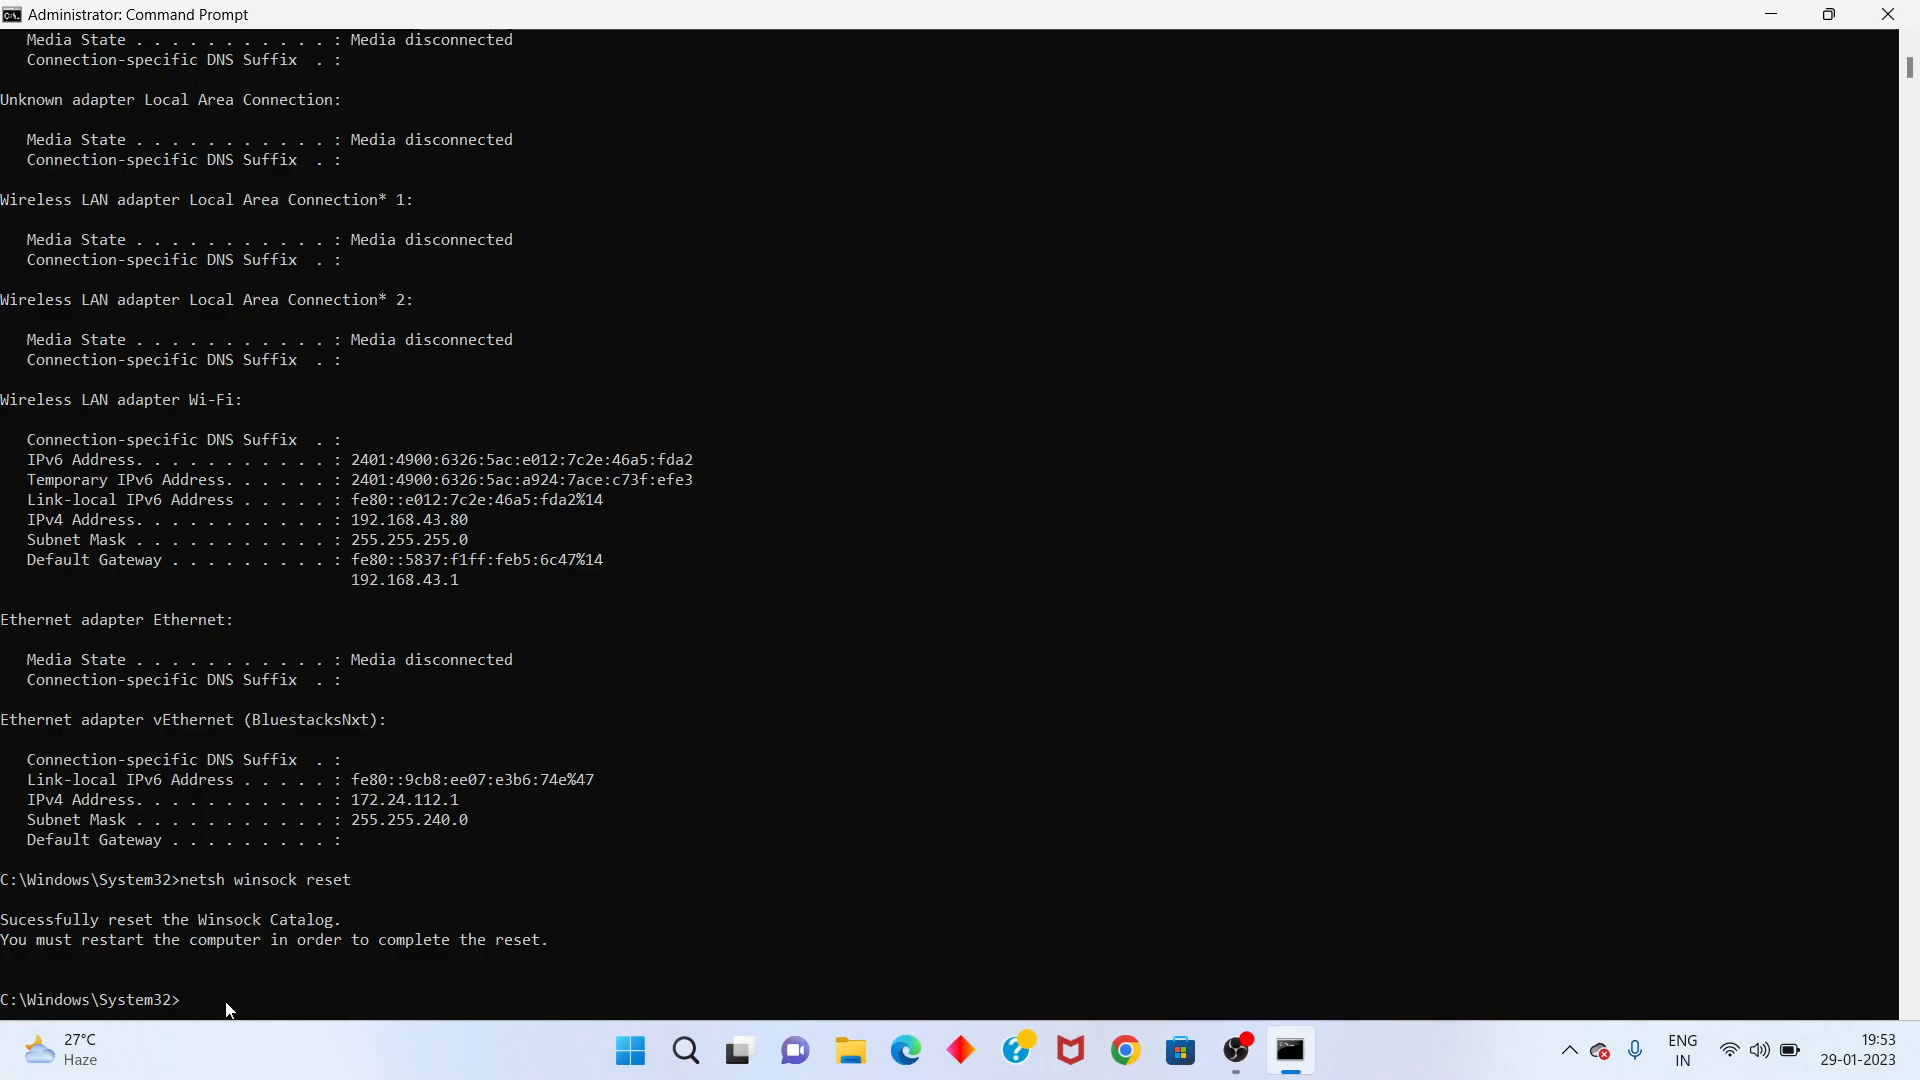 Administrator: Command Prompt
Media State . . . . . . . . . . . : Media disconnected
Connection-specific DNS Suffix  . :
Unknown adapter Local Area Connection:
Media State . . . . . . . . . . . : Media disconnected
Connection-specific DNS Suffix  . :
Wireless LAN adapter Local Area Connection* 1:
Media State . . . . . . . . . . . : Media disconnected
Connection-specific DNS Suffix  . :
Wireless LAN adapter Local Area Connection* 2:
Media State . . . . . . . . . . . : Media disconnected
Connection-specific DNS Suffix  . :
Wireless LAN adapter Wi-Fi:
Connection-specific DNS Suffix  . :
IPv6 Address. . . . . . . . . . . : 2401:4900:6326:5ac:e012:7c2e:46a5:fda2
Temporary IPv6 Address. . . . . . : 2401:4900:6326:5ac:a924:7ace:c73f:efe3
Link-local IPv6 Address . . . . . : fe80::e012:7c2e:46a5:fda2%14
IPv4 Address. . . . . . . . . . . : 192.168.43.80
Subnet Mask . . . . . . . . . . . : 255.255.255.0
Default Gateway . . . . . . . . . : fe80::5837:f1ff:feb5:6c47%14
192.168.43.1
Ethernet adapter Ethernet:
Media State . . . . . . . . . . . : Media disconnected
Connection-specific DNS Suffix  . :
Ethernet adapter vEthernet (BluestacksNxt):
Connection-specific DNS Suffix  . :
Link-local IPv6 Address . . . . . : fe80::9cb8:ee07:e3b6:74e%47
IPv4 Address. . . . . . . . . . . : 172.24.112.1
Subnet Mask . . . . . . . . . . . : 255.255.240.0
Default Gateway . . . . . . . . . :
C:\Windows\System32>netsh winsock reset
Sucessfully reset the Winsock Catalog.
You must restart the computer in order to complete the reset.
C:\Windows\System32>
27°C
Haze
ENG
IN
19:53
29-01-2023